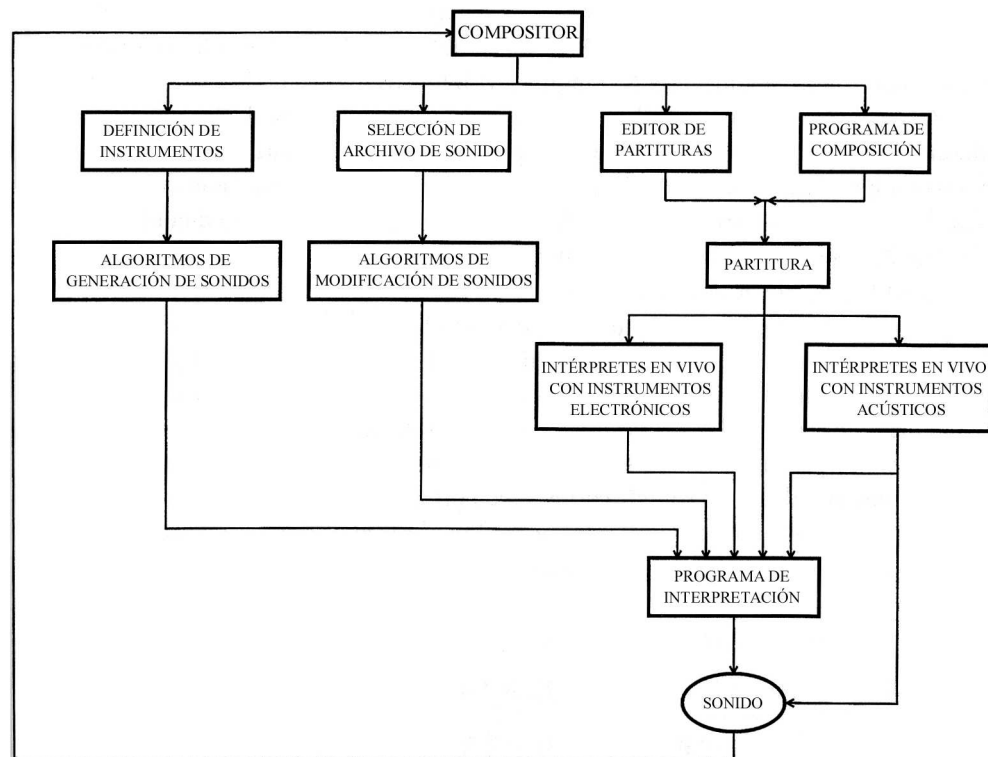 COMPOSITOR
DEFINICIÓN DE
INSTRUMENTOS
SELECCIÓN DE
ARCHIVO DE SONIDO
EDITOR DE
PARTITURAS
PROGRAMA DE
COMPOSICIÓN
ALGORITMOS DE
GENERACIÓN DE SONIDOS
ALGORITMOS DE
MODIFICACIÓN DE SONIDOS
PARTITURA
INTÉRPRETES EN VIVO
CON INSTRUMENTOS
ELECTRÓNICOS
INTÉRPRETES EN VIVO
CON INSTRUMENTOS
ACÚSTICOS
PROGRAMA DE
INTERPRETACIÓN
SONIDO